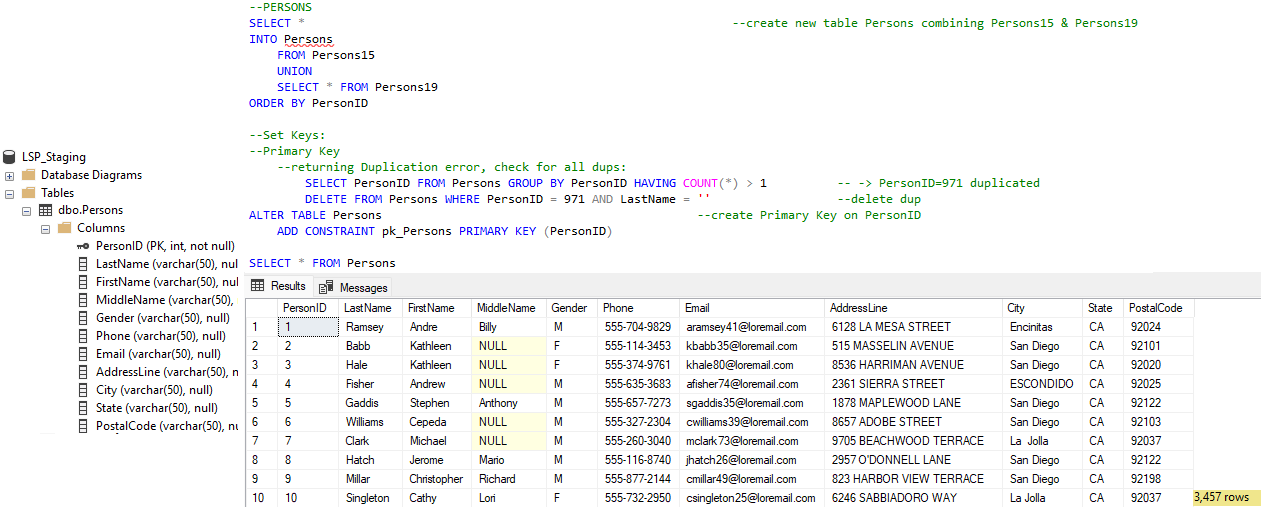 --PERSONS
SELECT * --create new table Persons combining Persons15 & Persons19
INTO Persons
FROM Persons15
UNION
SELECT * FROM Persons19
ORDER BY PersonID
--Set Keys:
--Primary Key
--returning Duplication error, check for all dups:
SELECT PersonID FROM Persons GROUP BY PersonID HAVING COUNT(*) > 1 -- -> PersonID=971 duplicated
DELETE FROM Persons WHERE PersonID = 971 AND LastName = '' --delete dup
ALTER TABLE Persons --create Primary Key on PersonID
ADD CONSTRAINT pk_Persons PRIMARY KEY (PersonID)
SELECT * FROM Persons
LSP_Staging
Database Diagrams
Tables
dbo.Persons
Columns
PersonID (PK, int, not null)
LastName (varchar(50), nul
FirstName (varchar(50), nul
MiddleName (varchar(50),
Gender (varchar(50), null)
Phone (varchar(50), null)
Email (varchar(50), null)
AddressLine (varchar(50), n
City (varchar(50), null)
State (varchar(50), null)
PostalCode (varchar(50), nu
Results Messages
PersonID LastName FirstName MiddleName Gender Phone Email AddressLine City State PostalCode
1 1 Ramsey Andre Billy M 555-704-9829 aramsey41@loremail.com 6128 LA MESA STREET Encinitas CA 92024
2 2 Babb Kathleen NULL F 555-114-3453 kbabb35@loremail.com 515 MASSELIN AVENUE San Diego CA 92101
3 3 Hale Kathleen NULL F 555-374-9761 khale80@loremail.com 8536 HARRIMAN AVENUE San Diego CA 92020
4 4 Fisher Andrew NULL M 555-635-3683 afisher74@loremail.com 2361 SIERRA STREET ESCONDIDO CA 92025
5 5 Gaddis Stephen Anthony M 555-657-7273 sgaddis35@loremail.com 1878 MAPLEWOOD LANE San Diego CA 92122
6 6 Williams Cepeda NULL M 555-327-2304 cwilliams39@loremail.com 8657 ADOBE STREET San Diego CA 92103
7 7 Clark Michael NULL M 555-260-3040 mclark73@loremail.com 9705 BEACHWOOD TERRACE La Jolla CA 92037
8 8 Hatch Jerome Mario M 555-116-8740 jhatch26@loremail.com 2957 O'DONNELL LANE San Diego CA 92122
9 9 Millar Christopher Richard M 555-877-2144 cmillar49@loremail.com 823 HARBOR VIEW TERRACE San Diego CA 92198
10 10 Singleton Cathy Lori F 555-732-2950 csingleton25@loremail.com 6246 SABBIADORO WAY La Jolla CA 92037 3,457 rows